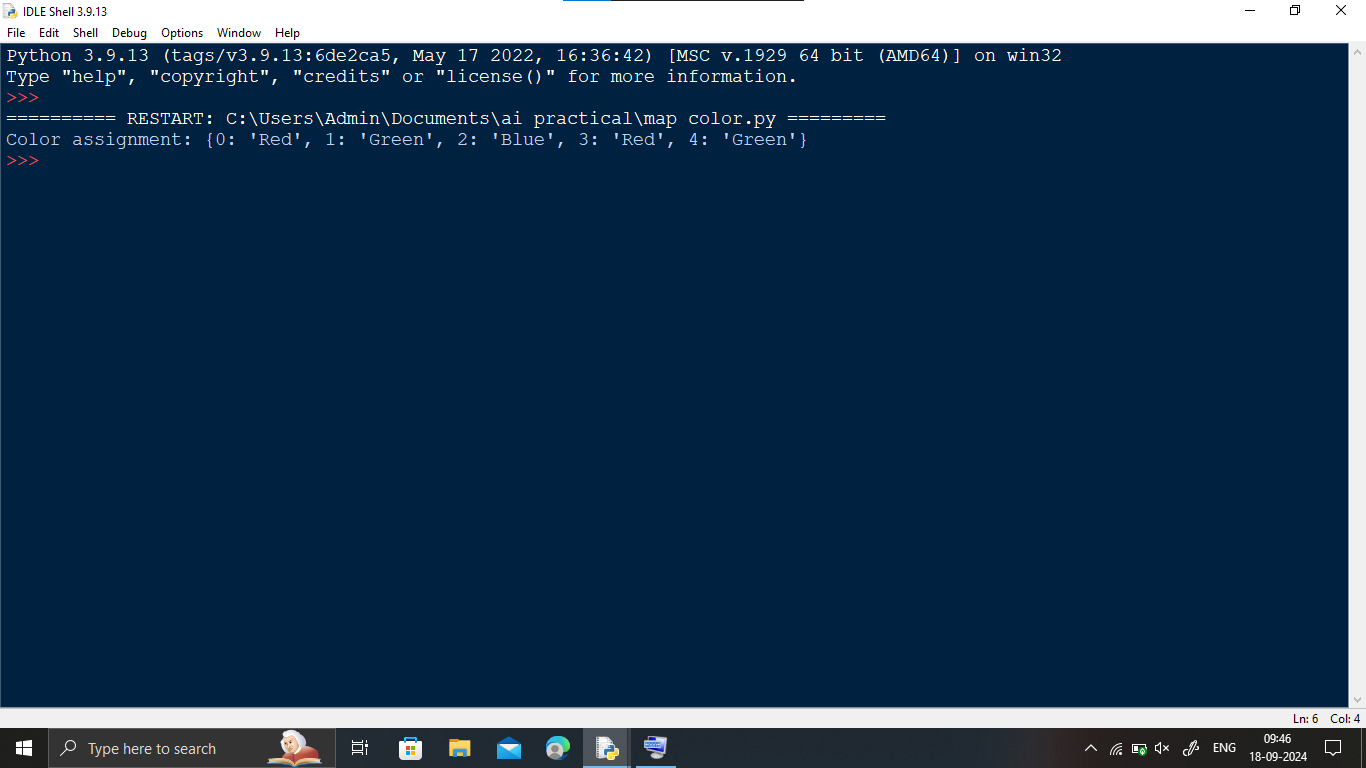 IDLE Shell 3.9.13
File Edit Shell Debug Options Window Help
Python 3.9.13 (tags/v3.9.13:6de2ca5, May 17 2022, 16:36:42) [MSC v.1929 64 bit (AMD64)] on win32
Type "help", "copyright", "credits" or "license()" for more information.
>>>
========== RESTART: C:\Users\Admin\Documents\ai practical\map color.py =========
Color assignment: {0: 'Red', 1: 'Green', 2: 'Blue', 3: 'Red', 4: 'Green'}
>>>
Ln: 6 Col: 4
Type here to search
ENG
09:46
18-09-2024